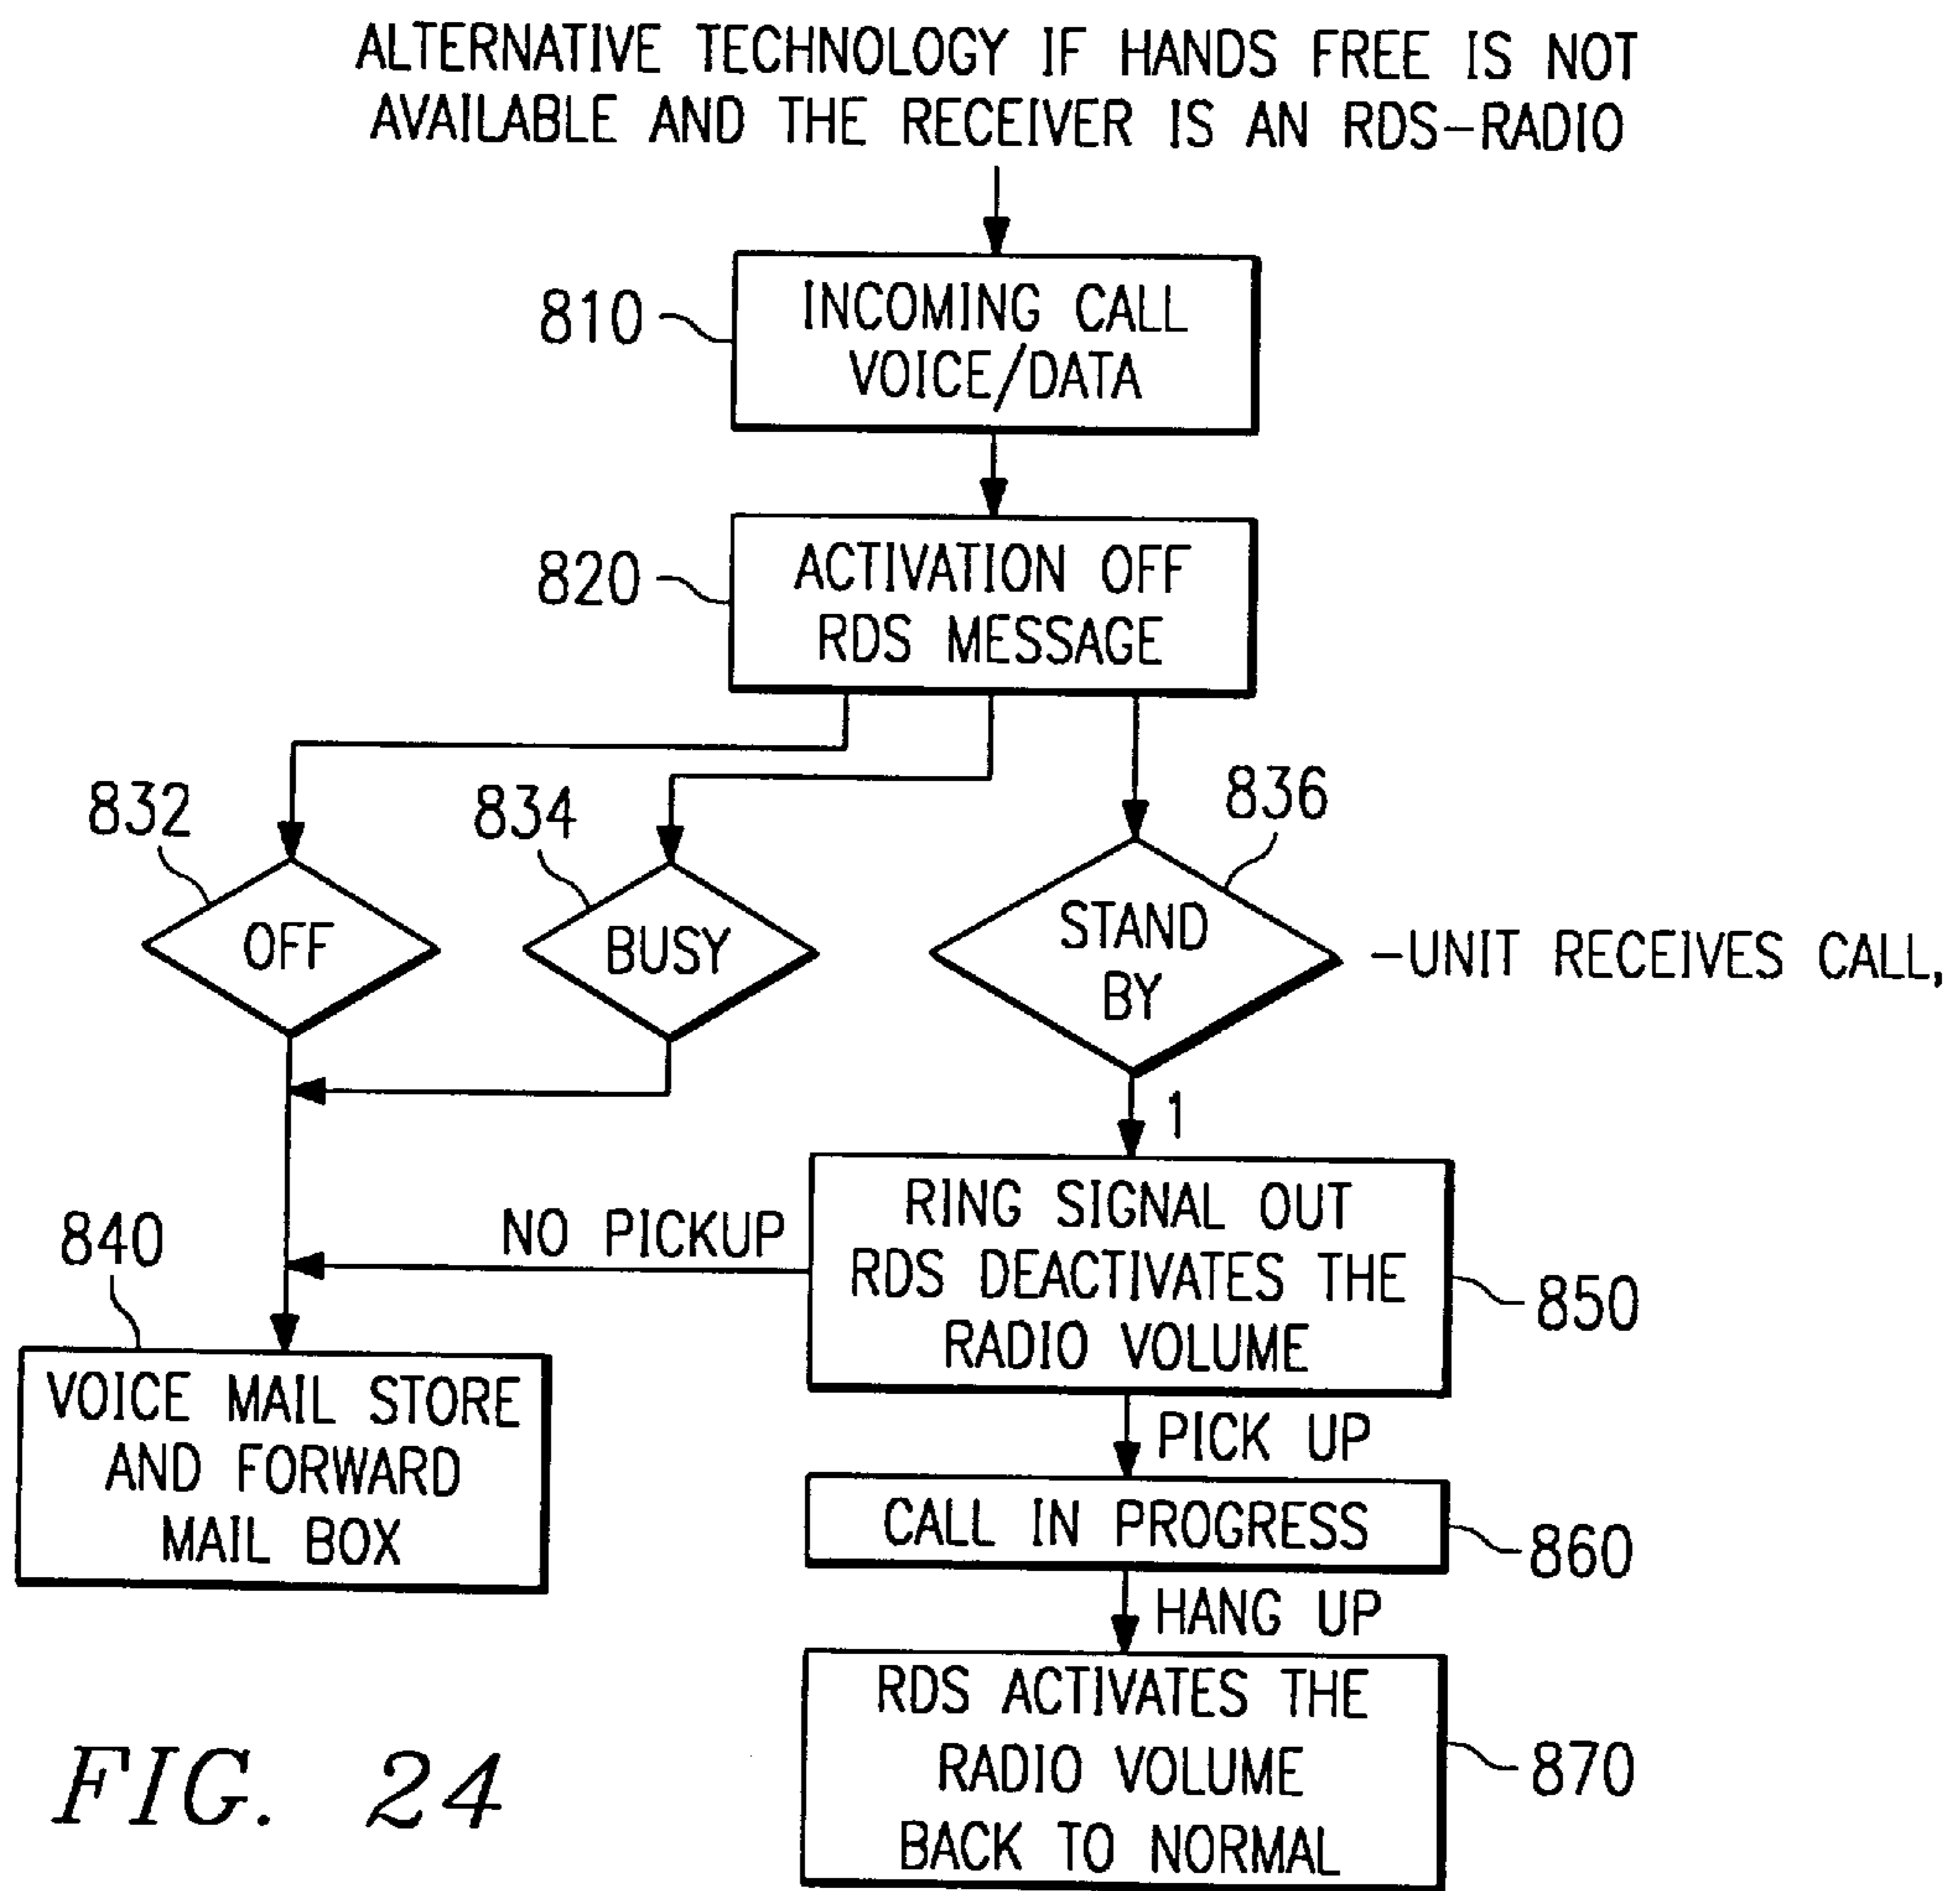 ALTERNATIVE TECHNOLOGY IF HANDS FREE IS NOT
AVAILABLE AND THE RECEIVER IS AN RDS-RADIO
810
INCOMING CALL
VOICE/DATA
820
ACTIVATION OFF
RDS MESSAGE
832
834
836
OFF
BUSY
STAND
BY
-UNIT RECEIVES CALL,
1
NO PICKUP
RING SIGNAL OUT
RDS DEACTIVATES THE
RADIO VOLUME
850
840
VOICE MAIL STORE
AND FORWARD
MAIL BOX
PICK UP
CALL IN PROGRESS
860
HANG UP
RDS ACTIVATES THE
RADIO VOLUME
BACK TO NORMAL
870
FIG. 24